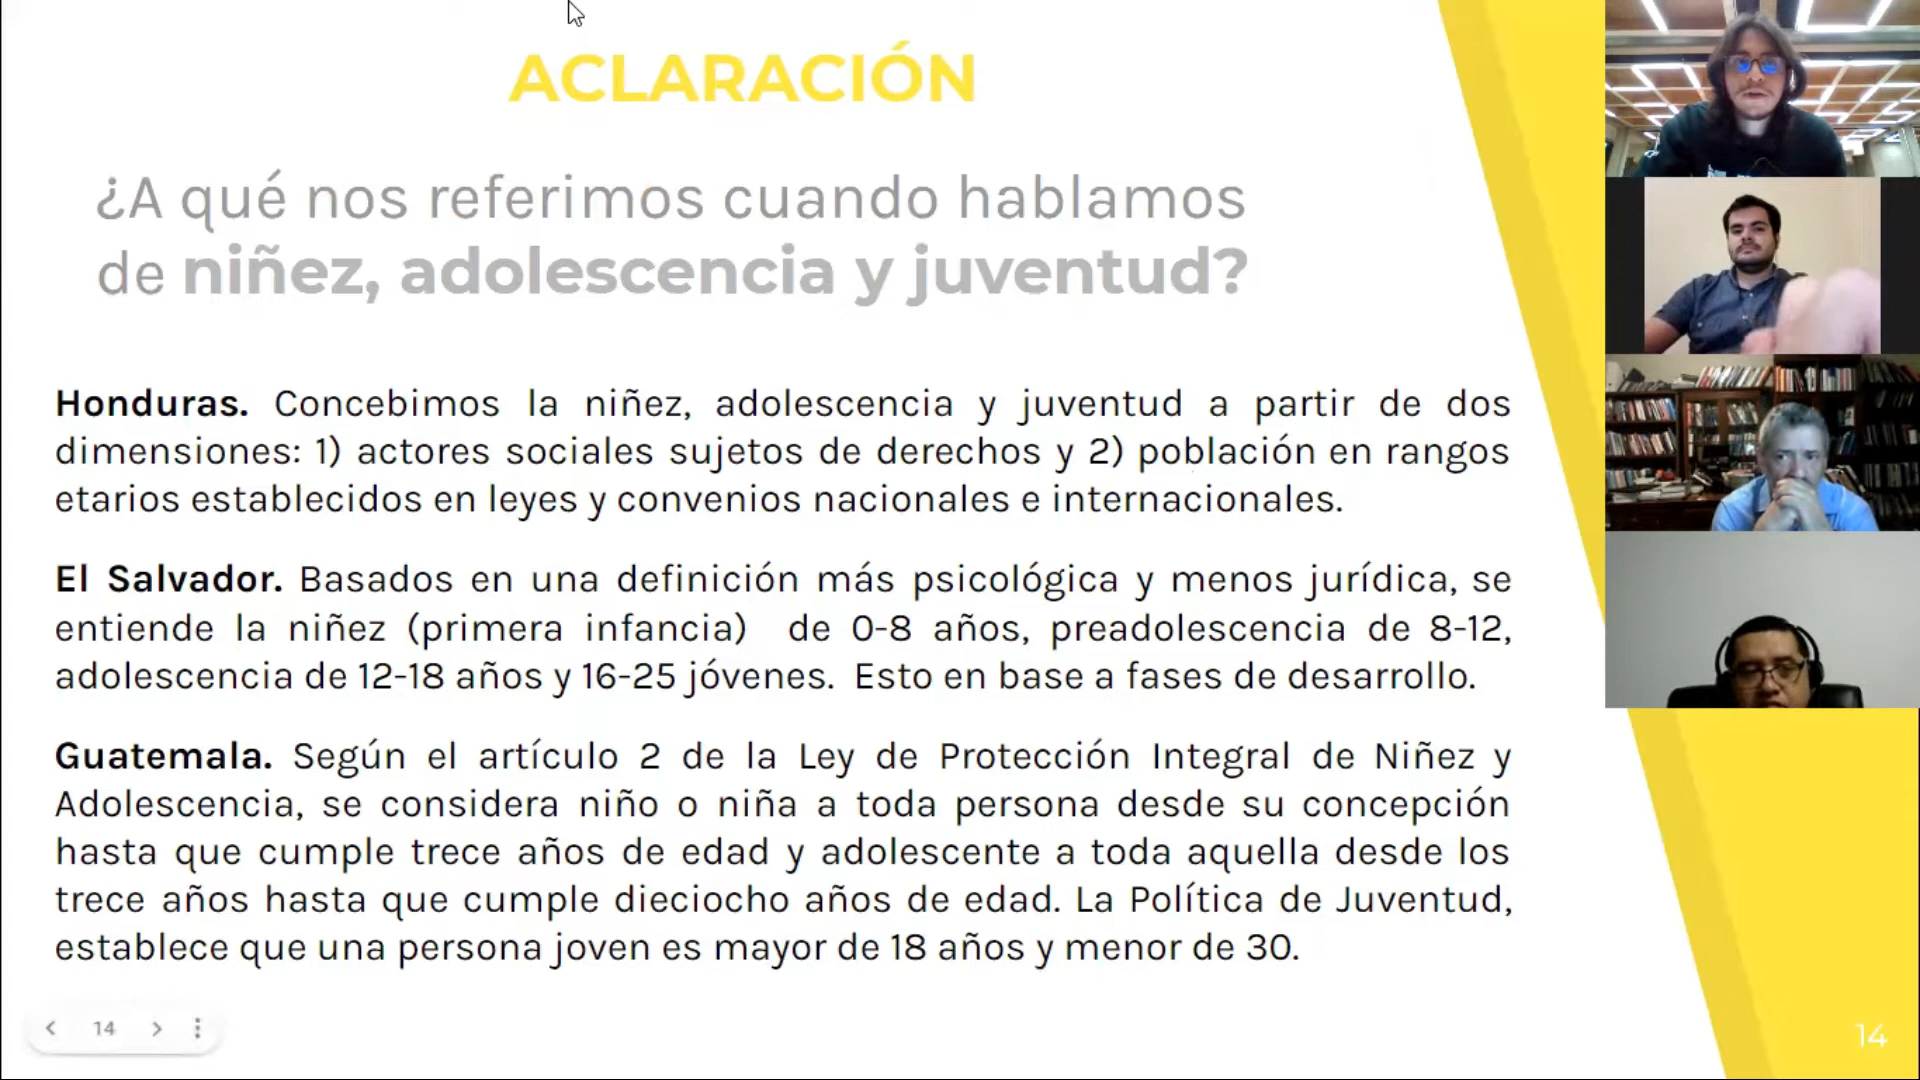 ACLARACIÓN
¿A qué nos referimos cuando hablamos
de niñez, adolescencia y juventud?
Honduras. Concebimos la niñez, adolescencia y juventud a partir de dos
dimensiones: 1) actores sociales sujetos de derechos y 2) población en rangos
etarios establecidos en leyes y convenios nacionales e internacionales.
El Salvador. Basados en una definición más psicológica y menos jurídica, se
entiende la niñez (primera infancia) de 0-8 años, preadolescencia de 8-12,
adolescencia de 12-18 años y 16-25 jóvenes. Esto en base a fases de desarrollo.
Guatemala. Según el artículo 2 de la Ley de Protección Integral de Niñez y
Adolescencia, se considera niño o niña a toda persona desde su concepción
hasta que cumple trece años de edad y adolescente a toda aquella desde los
trece años hasta que cumple dieciocho años de edad. La Política de Juventud,
establece que una persona joven es mayor de 18 años y menor de 30.
14
14